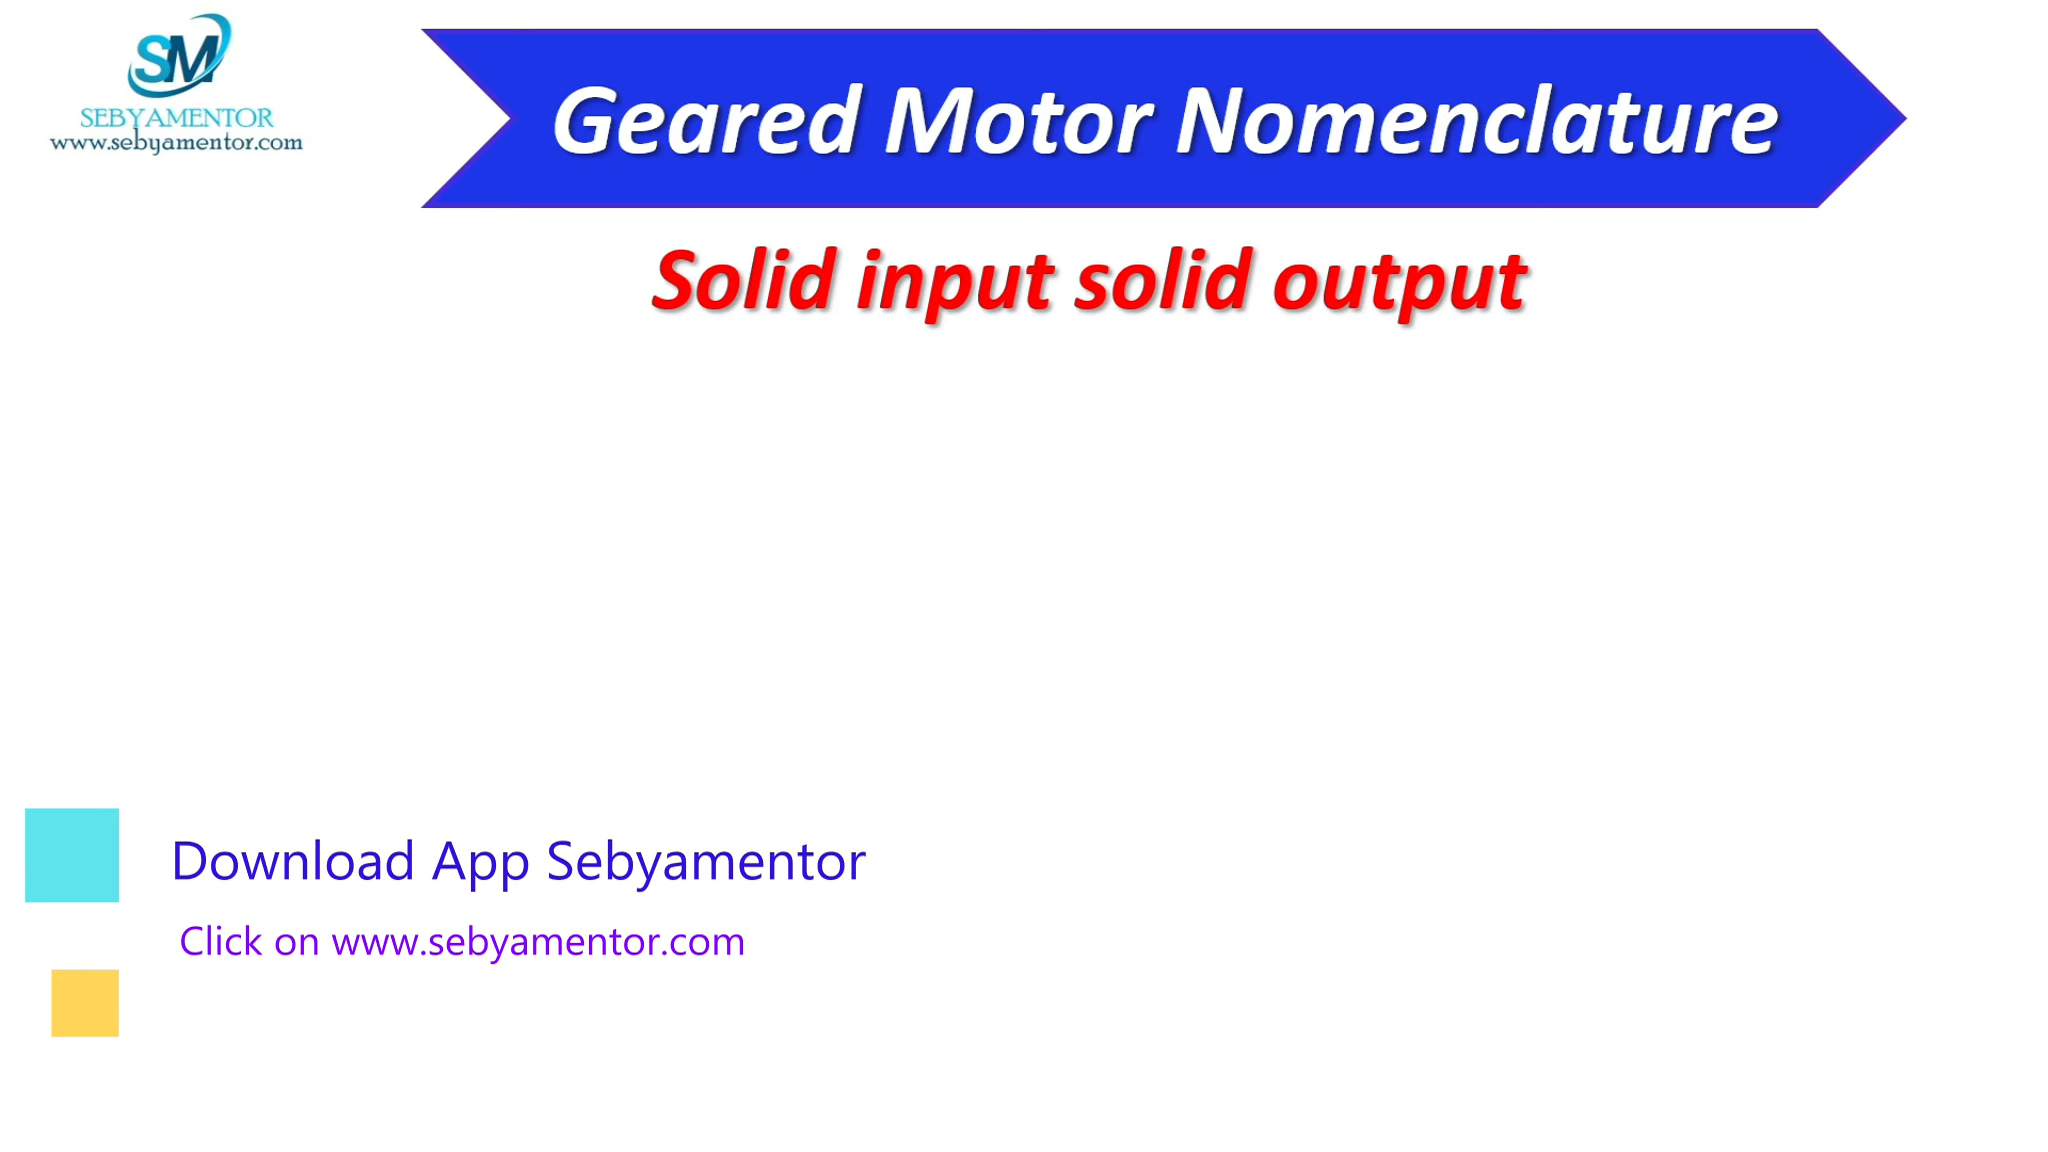 SM
SEBYAMENTOR
www.sebyamentor.com
Geared Motor Nomenclature
Solid input solid output
Download App Sebyamentor
Click on www.sebyamentor.com